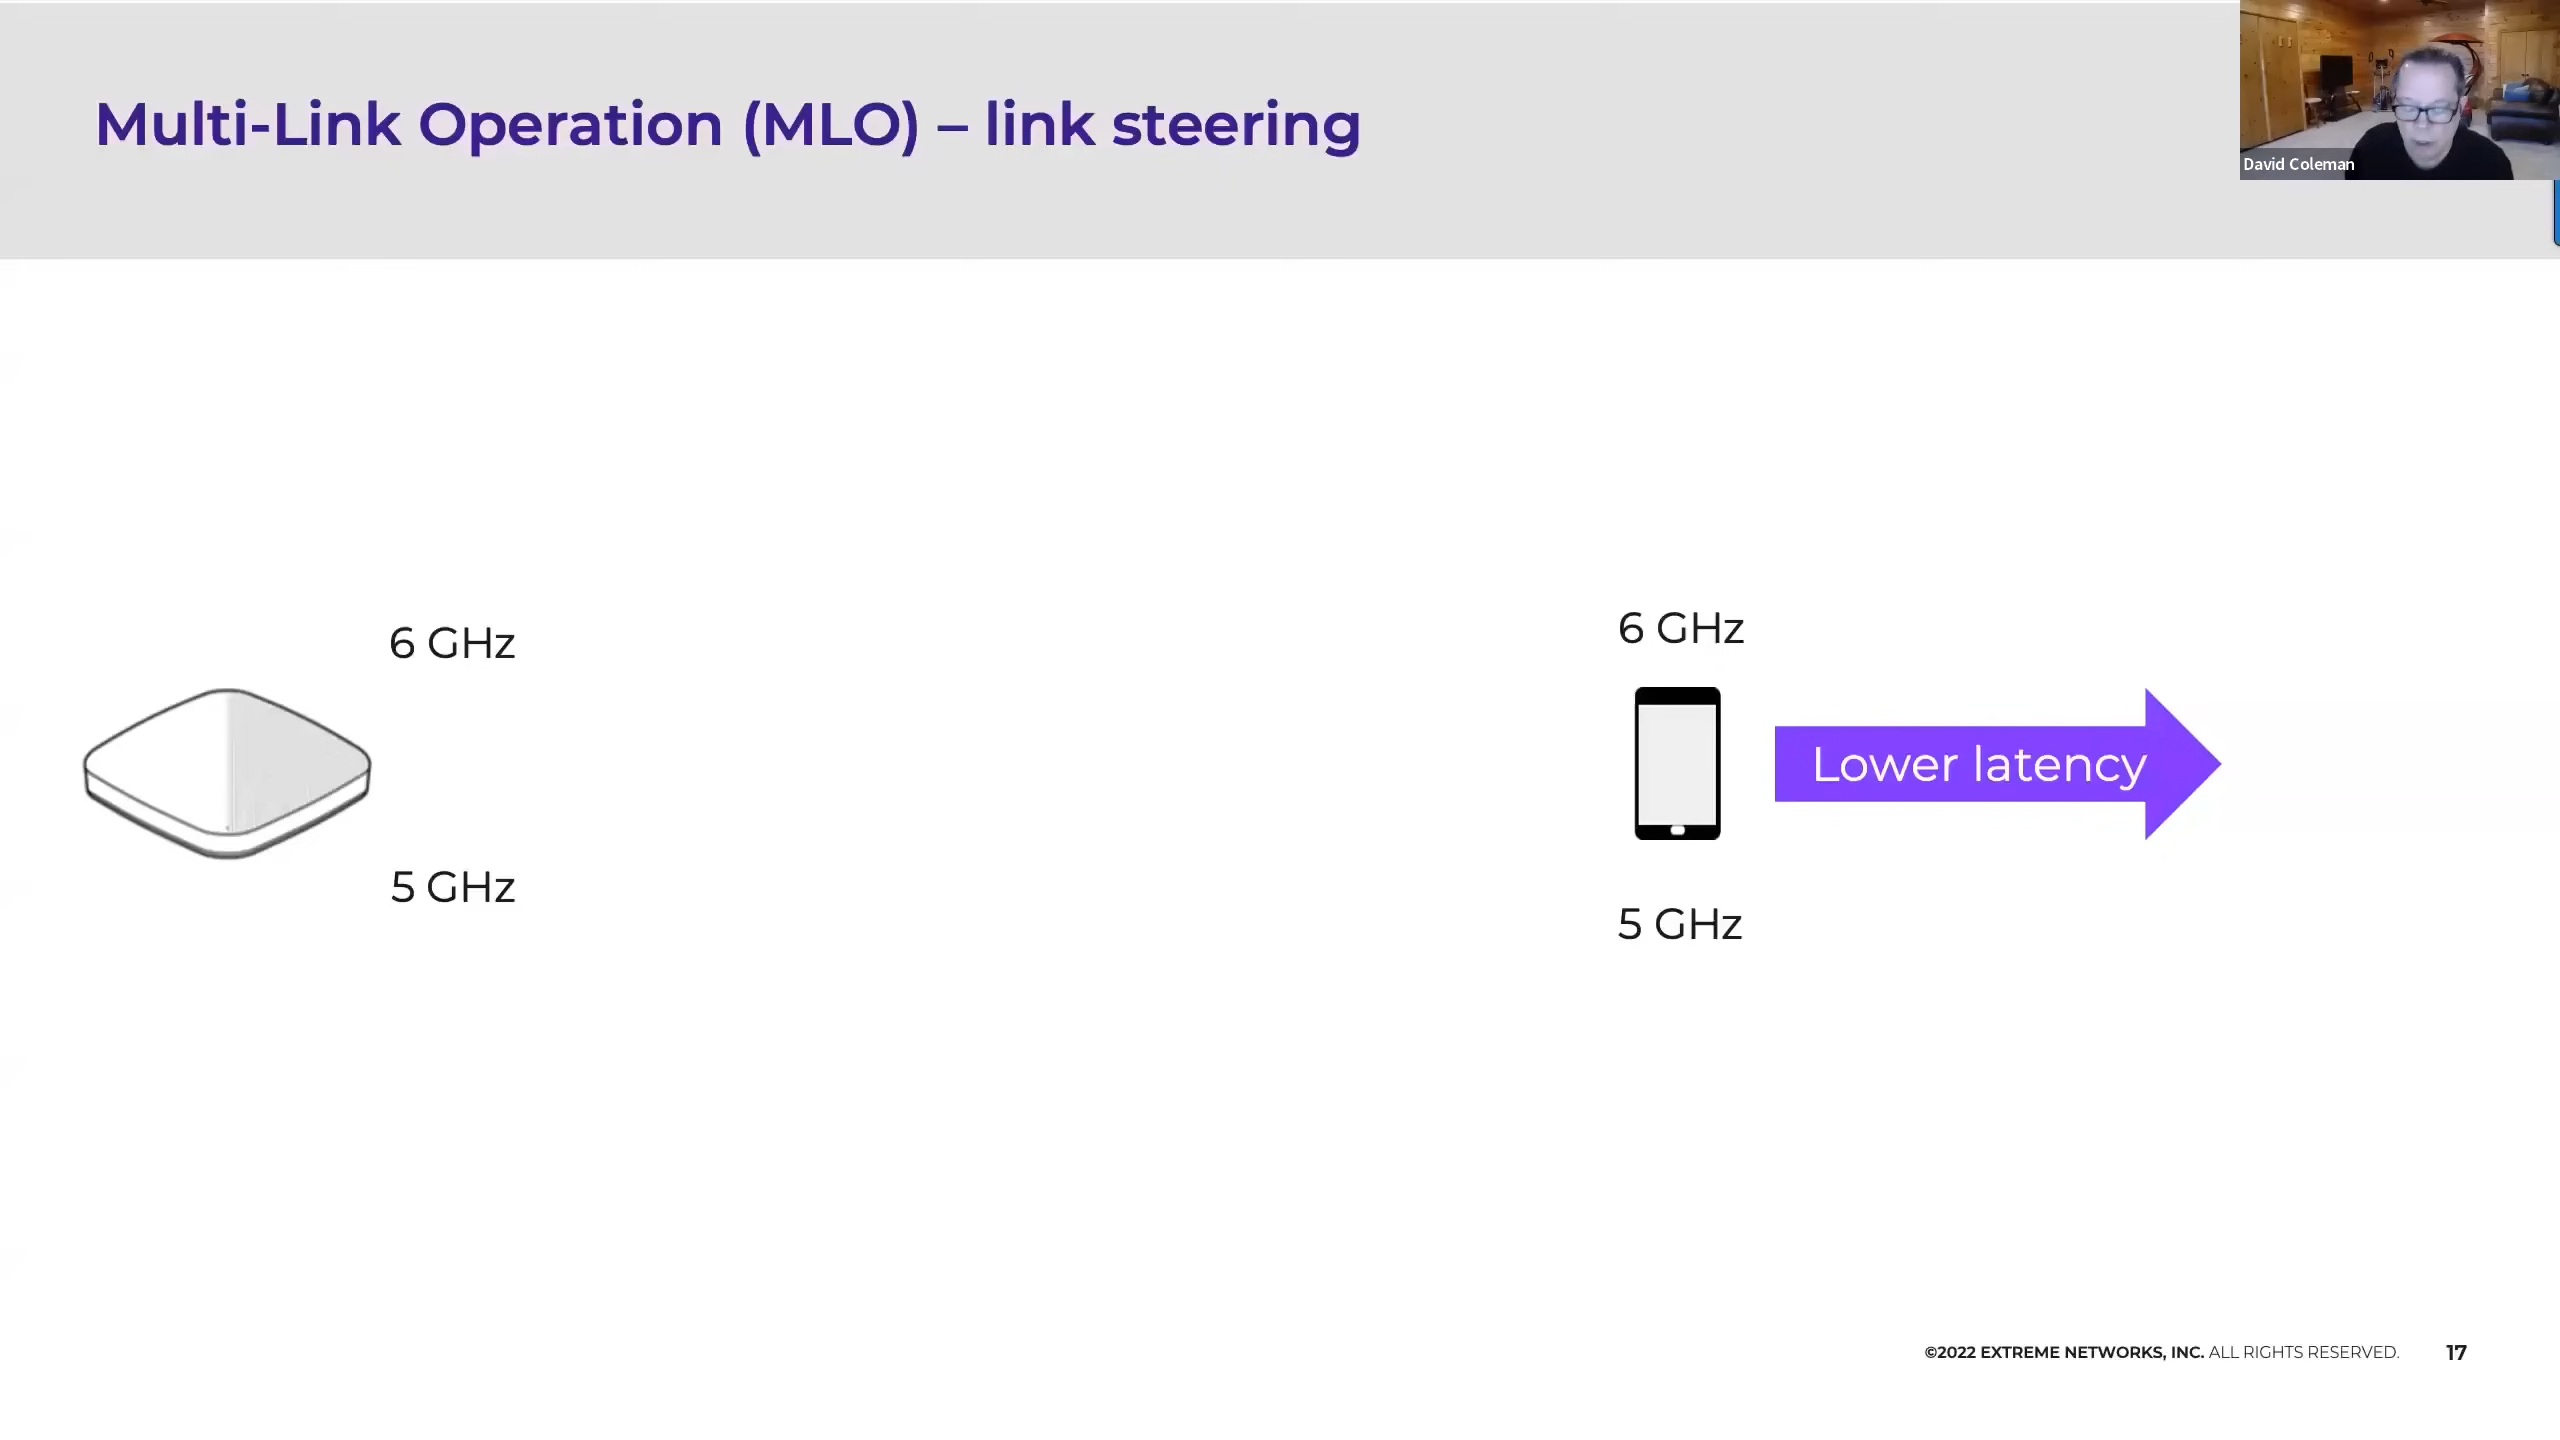 Multi-Link Operation (MLO) – link steering
David Coleman
6 GHz
6 GHz
Lower latency
5 GHz
5 GHz
©2022 EXTREME NETWORKS, INC. ALL RIGHTS RESERVED. 17